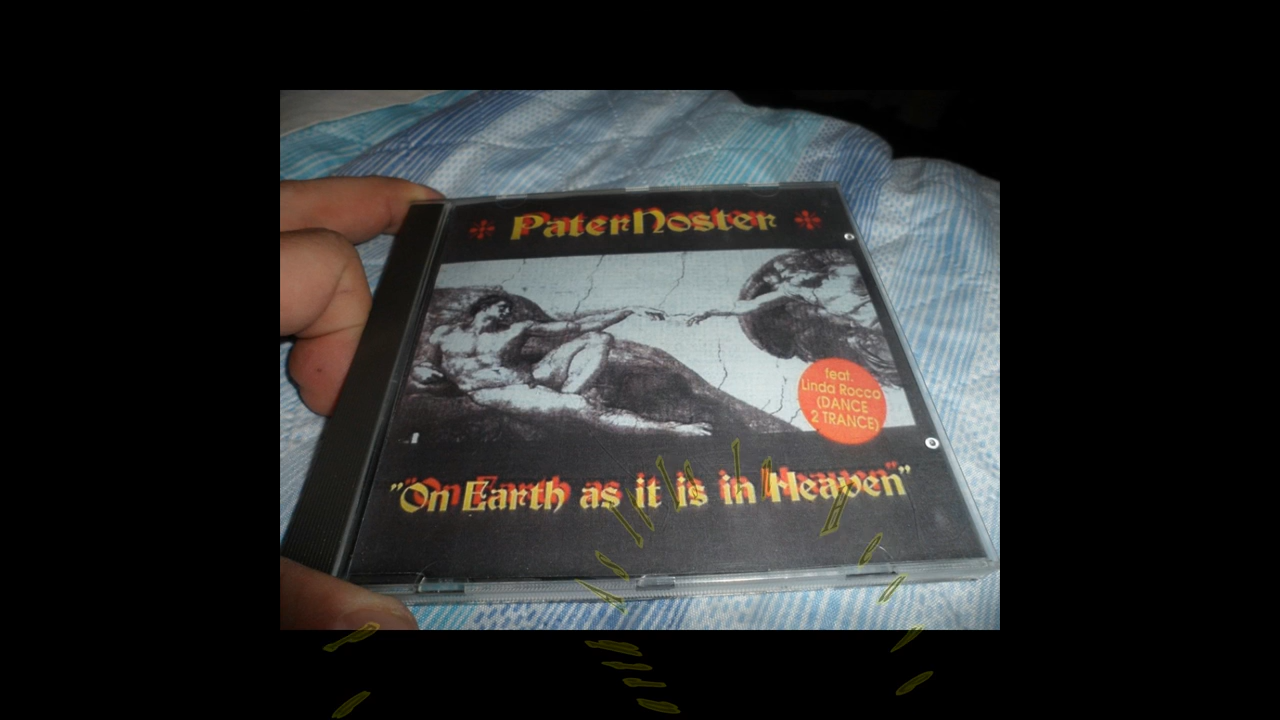 PaterNoster
feat.
Linda Rocco
(DANCE
2 TRANCE)
"On Earth as it is in Heaven"